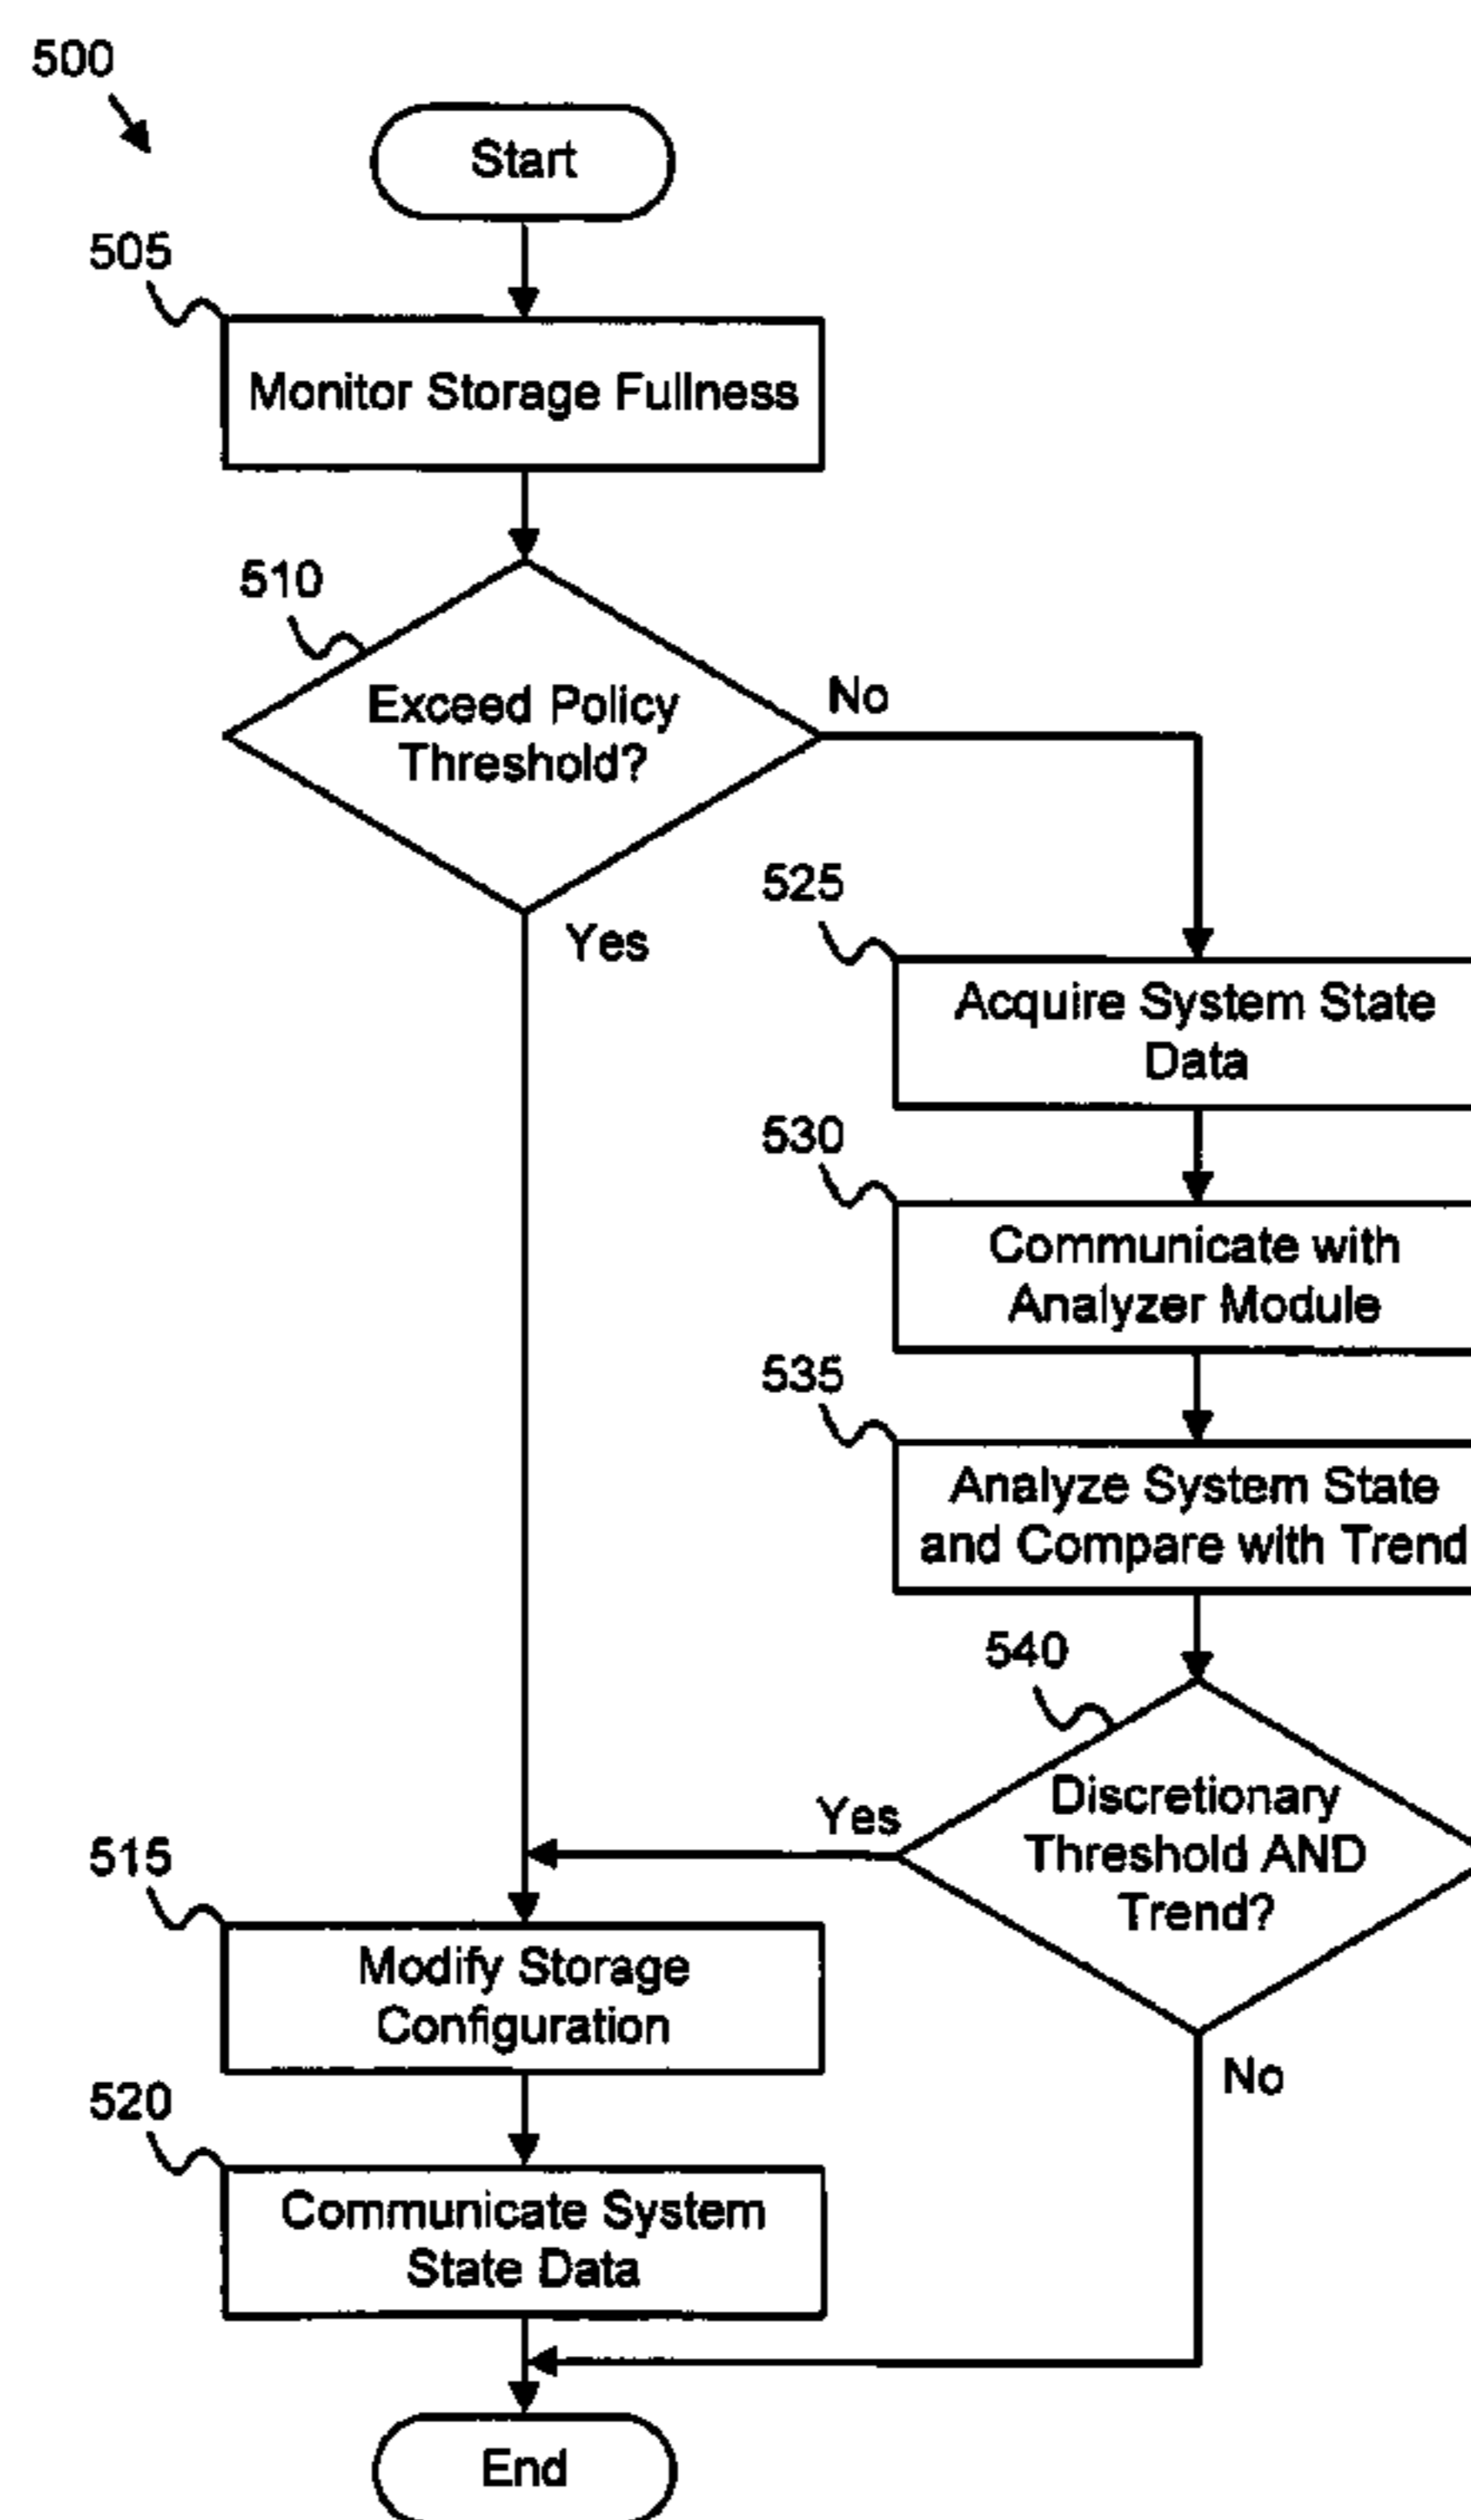 500
Start
505
Monitor Storage Fullness
510
Exceed Policy
Threshold?
No
Yes
525
Acquire System State
Data
530
Communicate with
Analyzer Module
535
Analyze System State
and Compare with Trend
540
Discretionary
Threshold AND
Trend?
Yes
No
515
Modify Storage
Configuration
520
Communicate System
State Data
End